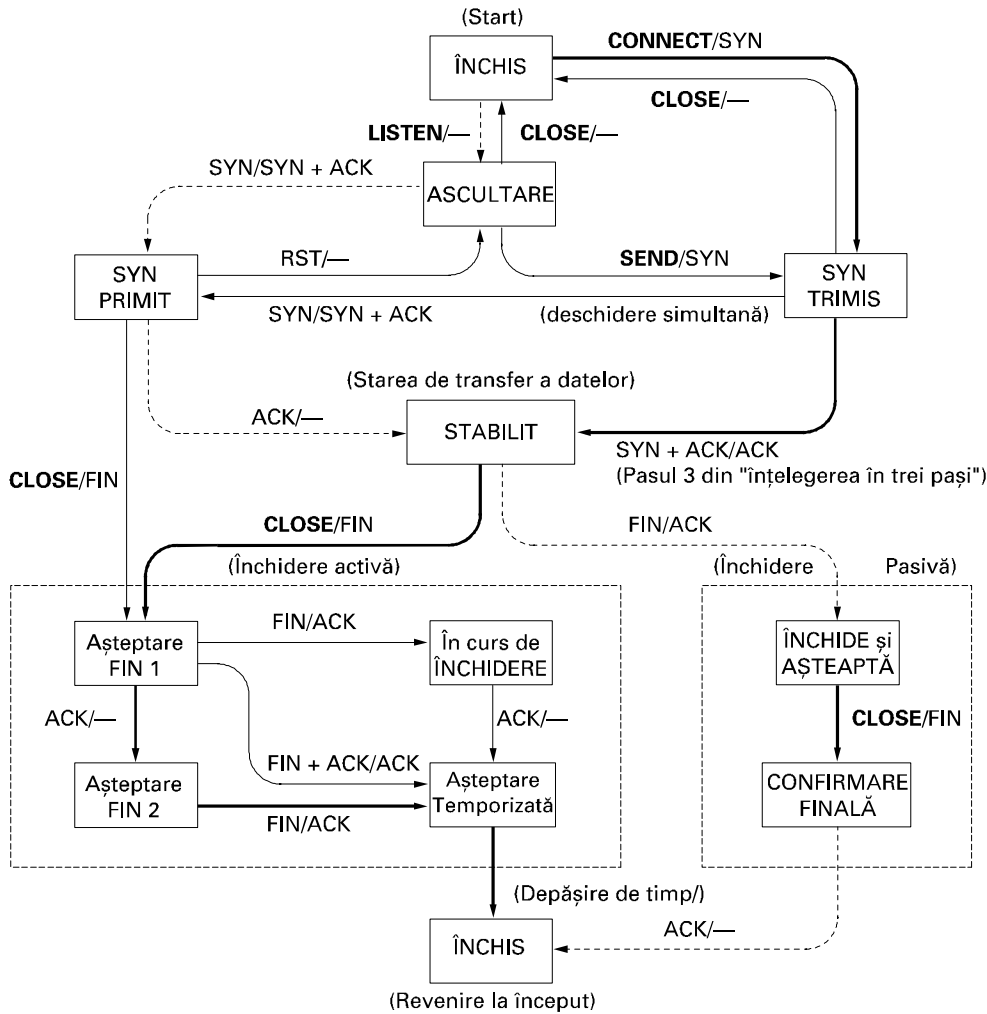 (Start)
CONNECT/SYN
ÎNCHIS
CLOSE/—
LISTEN/—
CLOSE/—
SYN/SYN + ACK
ASCULTARE
RST/—
SEND/SYN
SYN
PRIMIT
SYN
TRIMIS
SYN/SYN + ACK
(deschidere simultană)
(Starea de transfer a datelor)
ACK/—
STABILIT
SYN + ACK/ACK
(Pasul 3 din "înțelegerea în trei pași")
CLOSE/FIN
CLOSE/FIN
FIN/ACK
(Închidere activă)
(Închidere Pasivă)
FIN/ACK
Așteptare
FIN 1
În curs de
ÎNCHIDERE
ÎNCHIDE și
AȘTEAPTĂ
ACK/—
ACK/—
CLOSE/FIN
FIN + ACK/ACK
Așteptare
FIN 2
Așteptare
Temporizată
CONFIRMARE
FINALĂ
FIN/ACK
(Depășire de timp/)
ACK/—
ÎNCHIS
(Revenire la început)